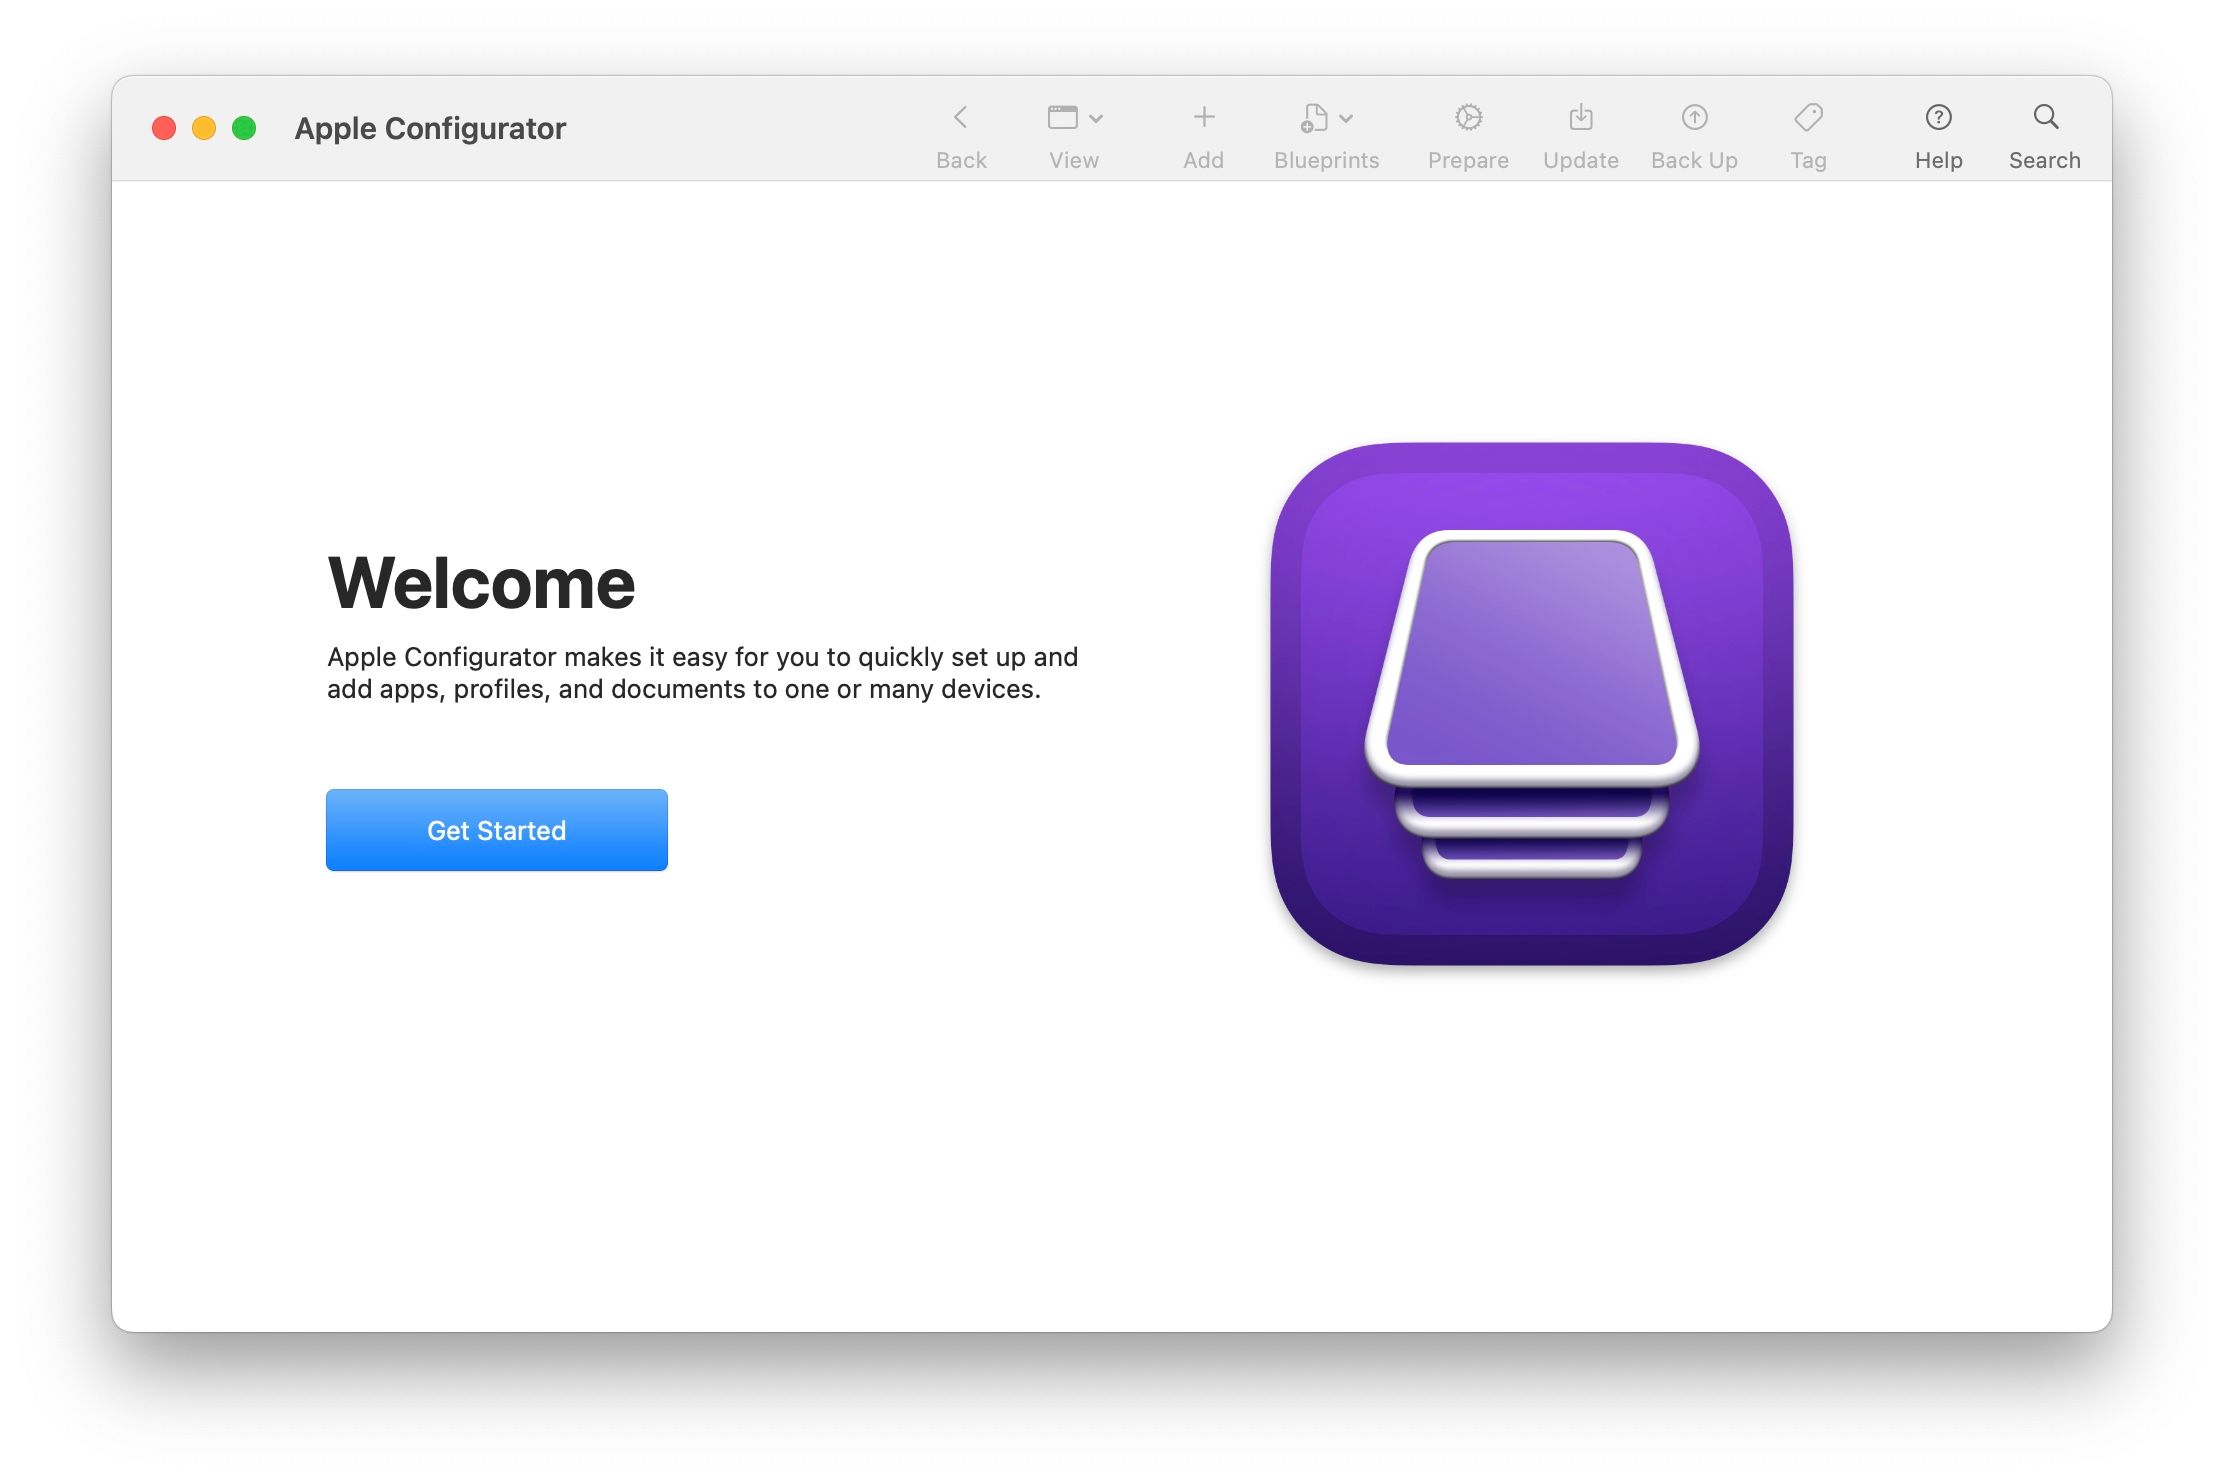 Apple Configurator
Back View Add Blueprints Prepare Update Back Up Tag Help Search
Welcome
Apple Configurator makes it easy for you to quickly set up and
add apps, profiles, and documents to one or many devices.
Get Started